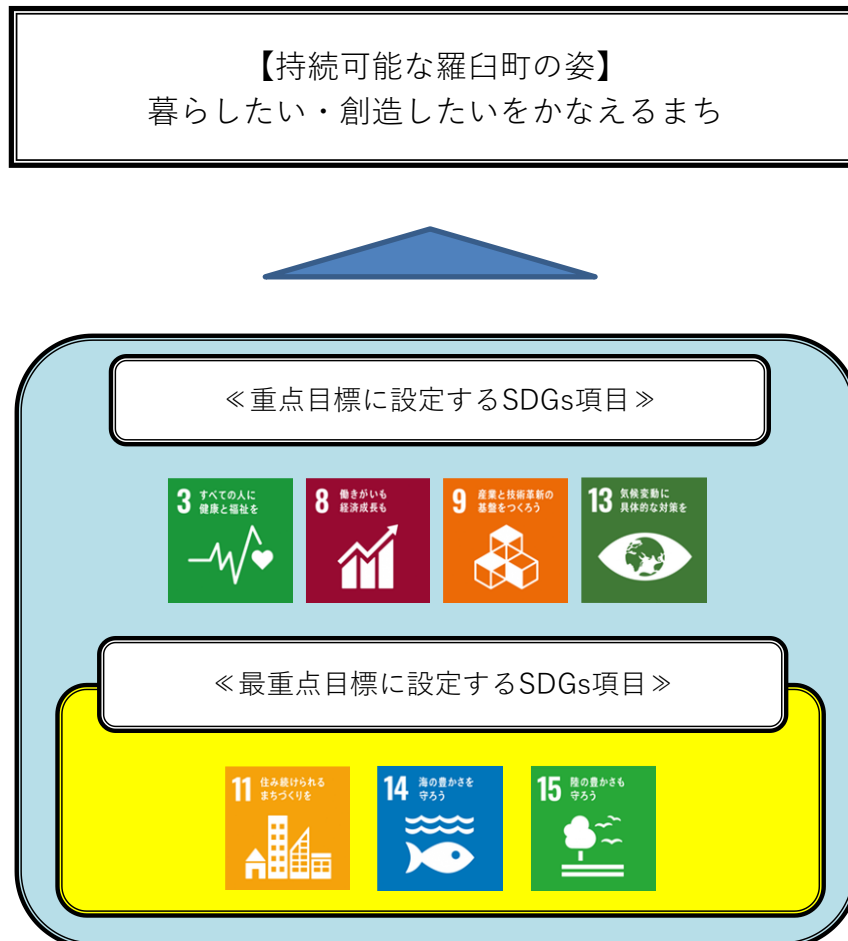 【持続可能な羅臼町の姿】
暮らしたい・創造したいをかなえるまち
≪重点目標に設定するSDGs項目≫
3 すべての人に
健康と福祉を
8 働きがいも
経済成長も
9 産業と技術革新の
基盤をつくろう
13 気候変動に
具体的な対策を
≪最重点目標に設定するSDGs項目≫
11 住み続けられる
まちづくりを
14 海の豊かさを
守ろう
15 陸の豊かさも
守ろう